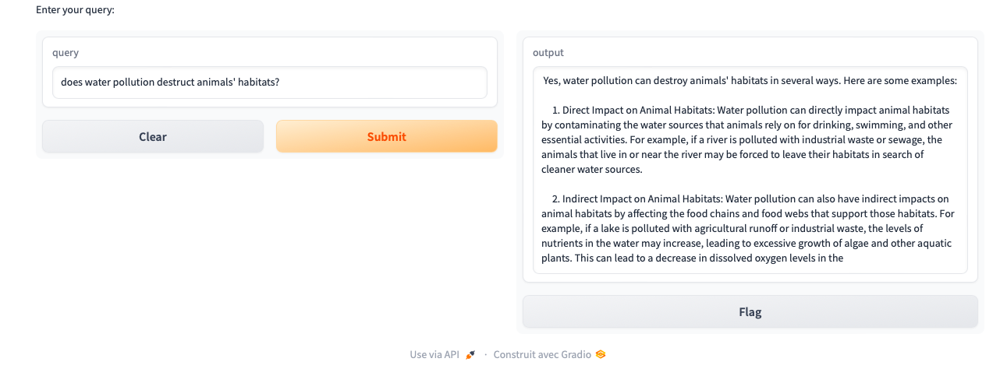 Enter your query:
query
does water pollution destruct animals' habitats?
Clear
Submit
output
Yes, water pollution can destroy animals' habitats in several ways. Here are some examples:
1. Direct Impact on Animal Habitats: Water pollution can directly impact animal habitats
by contaminating the water sources that animals rely on for drinking, swimming, and other
essential activities. For example, if a river is polluted with industrial waste or sewage, the
animals that live in or near the river may be forced to leave their habitats in search of
cleaner water sources.
2. Indirect Impact on Animal Habitats: Water pollution can also have indirect impacts on
animal habitats by affecting the food chains and food webs that support those habitats. For
example, if a lake is polluted with agricultural runoff or industrial waste, the levels of
nutrients in the water may increase, leading to excessive growth of algae and other aquatic
plants. This can lead to a decrease in dissolved oxygen levels in the
Flag
Use via API · Construit avec Gradio